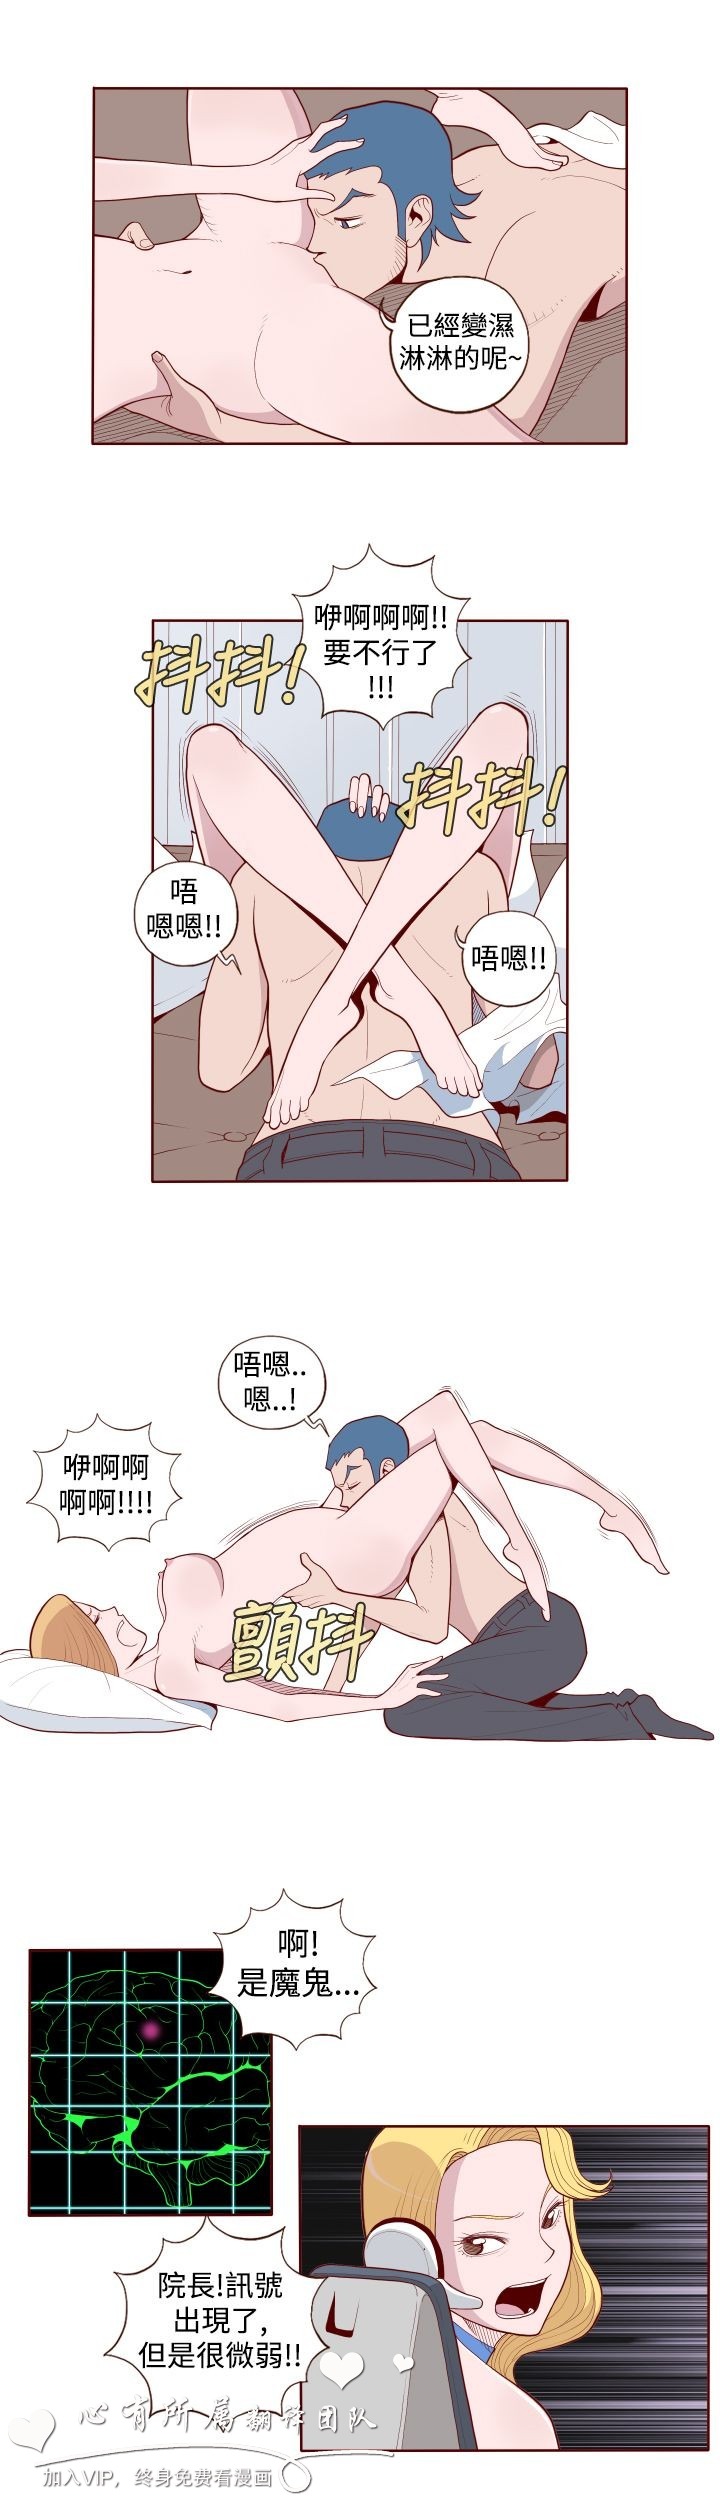 已經變濕
淋淋的呢~
咿啊啊啊!!
要不行了
!!!
抖抖!
抖抖!
唔
嗯嗯!!
唔嗯!!
唔嗯..
嗯..!
咿啊啊
啊啊!!!!
顫抖
啊!
是魔鬼...
院長!訊號
出現了,
但是很微弱!!
心有所属翻译团队
加入VIP，终身免费看漫画